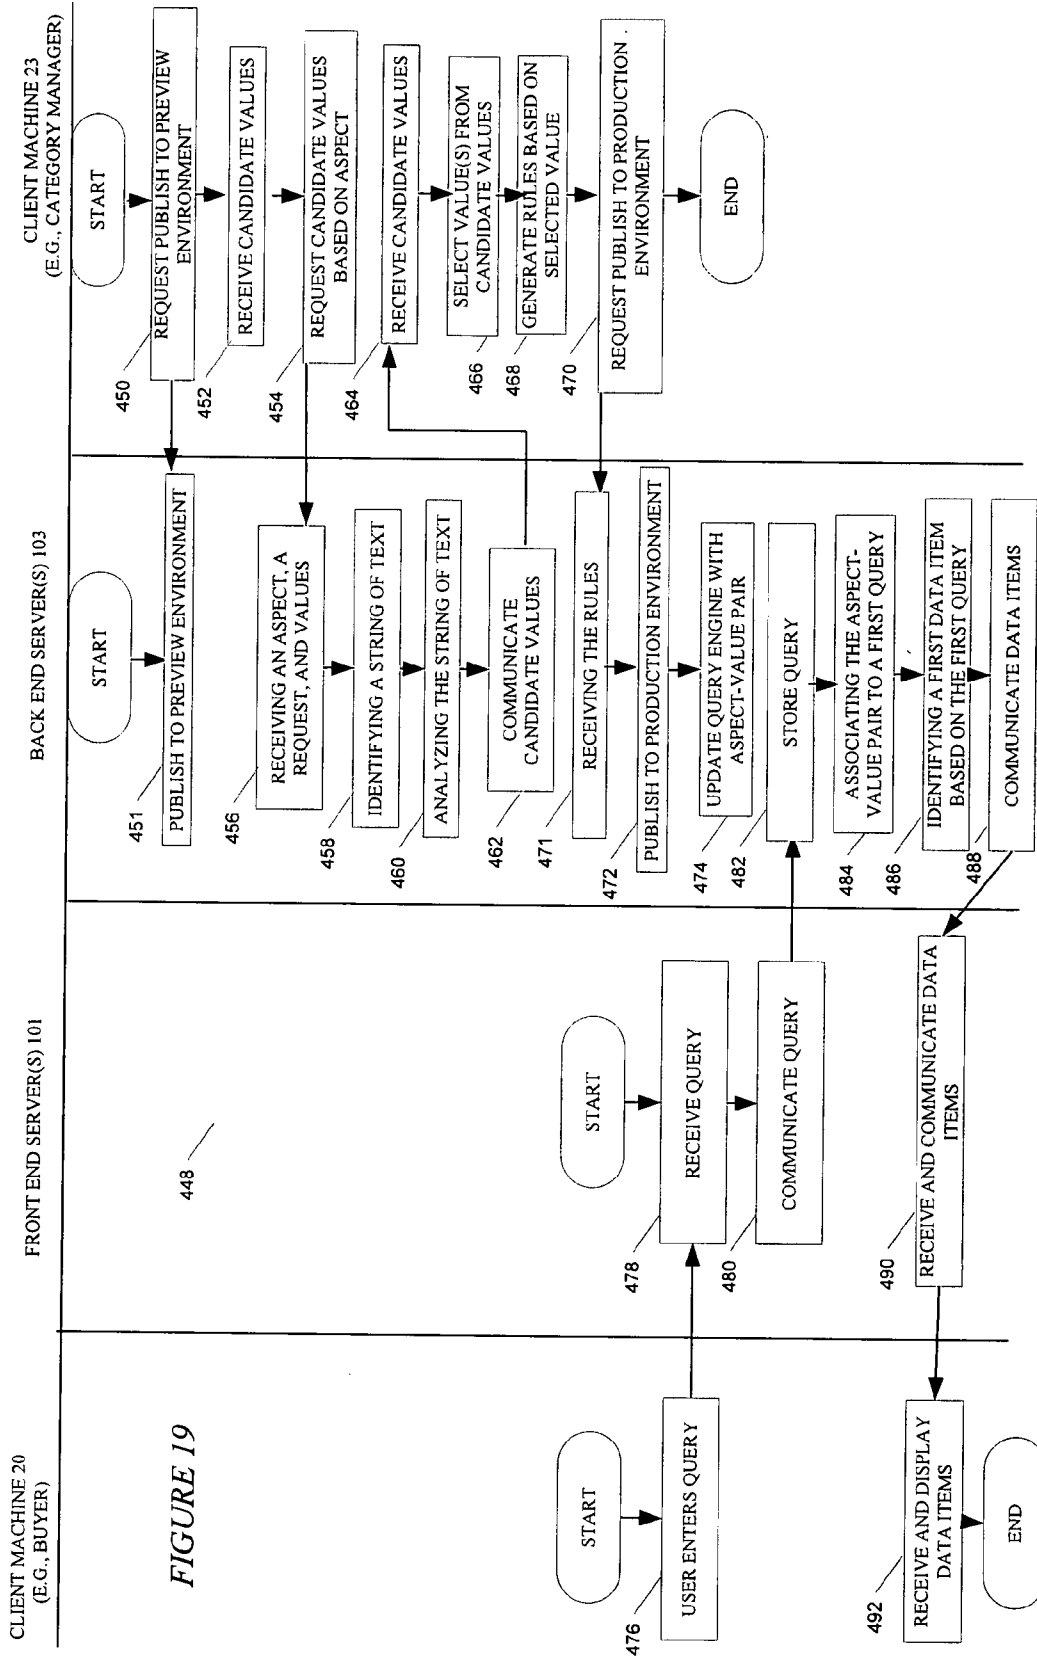 CLIENT MACHINE 20
(E.G., BUYER)
FIGURE 19
START
476
USER ENTERS QUERY
492
RECEIVE AND DISPLAY
DATA ITEMS
END
FRONT END SERVER(S) 101
448
START
478
RECEIVE QUERY
480
COMMUNICATE QUERY
490
RECEIVE AND COMMUNICATE DATA
ITEMS
BACK END SERVER(S) 103
START
451
PUBLISH TO PREVIEW ENVIRONMENT
456
RECEIVING AN ASPECT, A
REQUEST, AND VALUES
458
IDENTIFYING A STRING OF TEXT
460
ANALYZING THE STRING OF TEXT
462
COMMUNICATE
CANDIDATE VALUES
471
RECEIVING THE RULES
472
PUBLISH TO PRODUCTION ENVIRONMENT
474
UPDATE QUERY ENGINE WITH
ASPECT-VALUE PAIR
482
STORE QUERY
484
ASSOCIATING THE ASPECT-
VALUE PAIR TO A FIRST QUERY
486
IDENTIFYING A FIRST DATA ITEM
BASED ON THE FIRST QUERY
488
COMMUNICATE DATA ITEMS
CLIENT MACHINE 23
(E.G., CATEGORY MANAGER)
START
450
REQUEST PUBLISH TO PREVIEW
ENVIRONMENT
452
RECEIVE CANDIDATE VALUES
454
REQUEST CANDIDATE VALUES
BASED ON ASPECT
464
RECEIVE CANDIDATE VALUES
466
SELECT VALUE(S) FROM
CANDIDATE VALUES
468
GENERATE RULES BASED ON
SELECTED VALUE
470
REQUEST PUBLISH TO PRODUCTION .
ENVIRONMENT
END